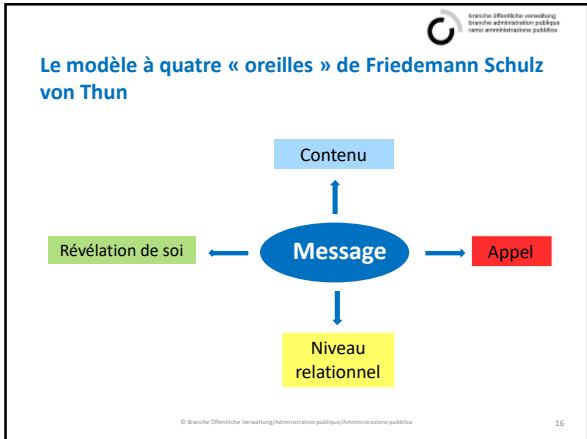 branche öffentliche verwaltung
branche administration publique
ramo amministrazione pubblica
Le modèle à quatre « oreilles » de Friedemann Schulz
von Thun
Contenu
Révélation de soi
Message
Appel
Niveau
relationnel
© Branche Öffentliche Verwaltung/Administration publique/Amministrazione pubblica
16